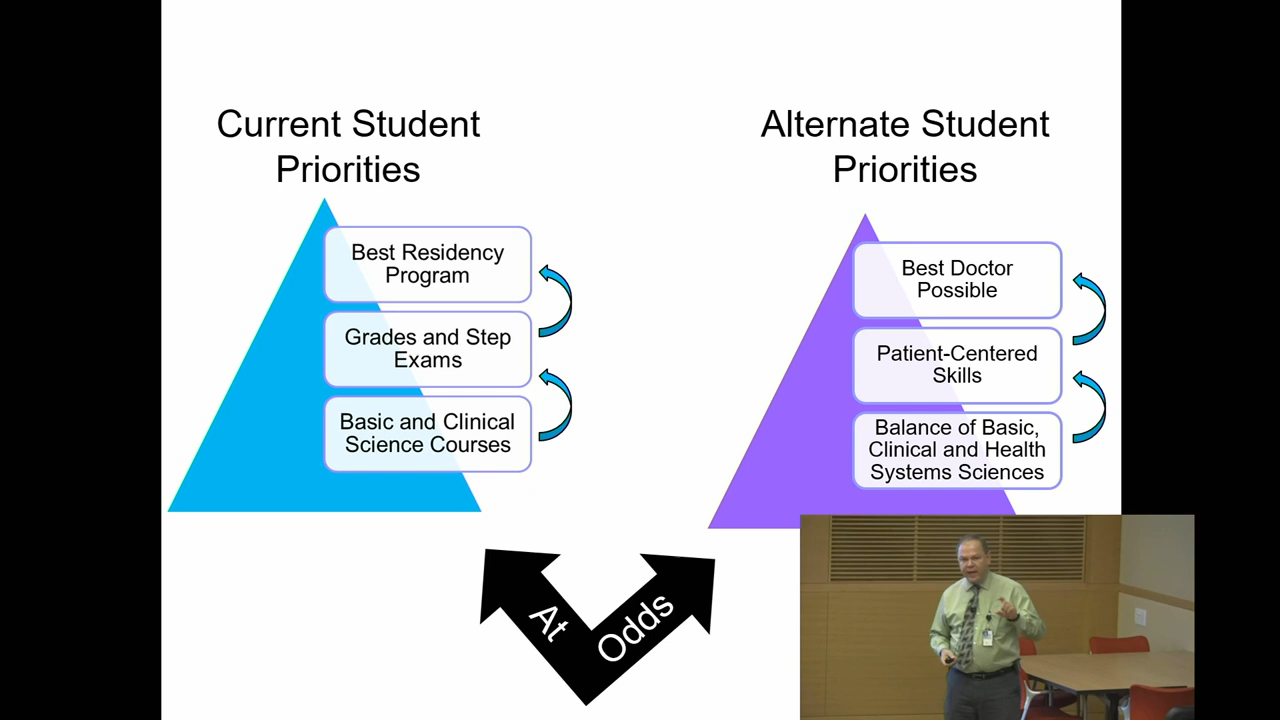 Current Student
Priorities
Best Residency
Program
Grades and Step
Exams
Basic and Clinical
Science Courses
Alternate Student
Priorities
Best Doctor
Possible
Patient-Centered
Skills
Balance of Basic,
Clinical and Health
Systems Sciences
At
Odds